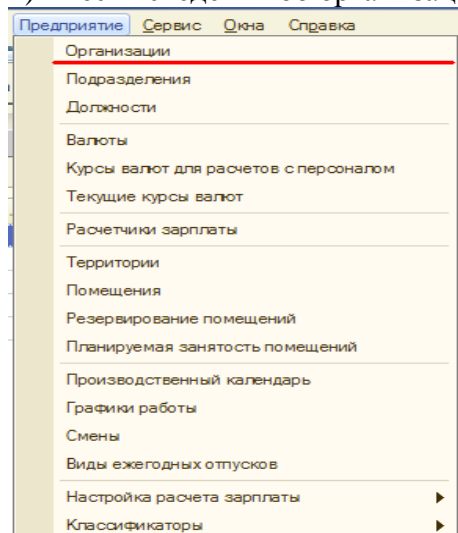 Предприятие Сервис Окна Справка
Организации
Подразделения
Должности
Валюты
Курсы валют для расчетов с персоналом
Текущие курсы валют
Расчетчики зарплаты
Территории
Помещения
Резервирование помещений
Планируемая занятость помещений
Производственный календарь
Графики работы
Смены
Виды ежегодных отпусков
Настройка расчета зарплаты
Классификаторы